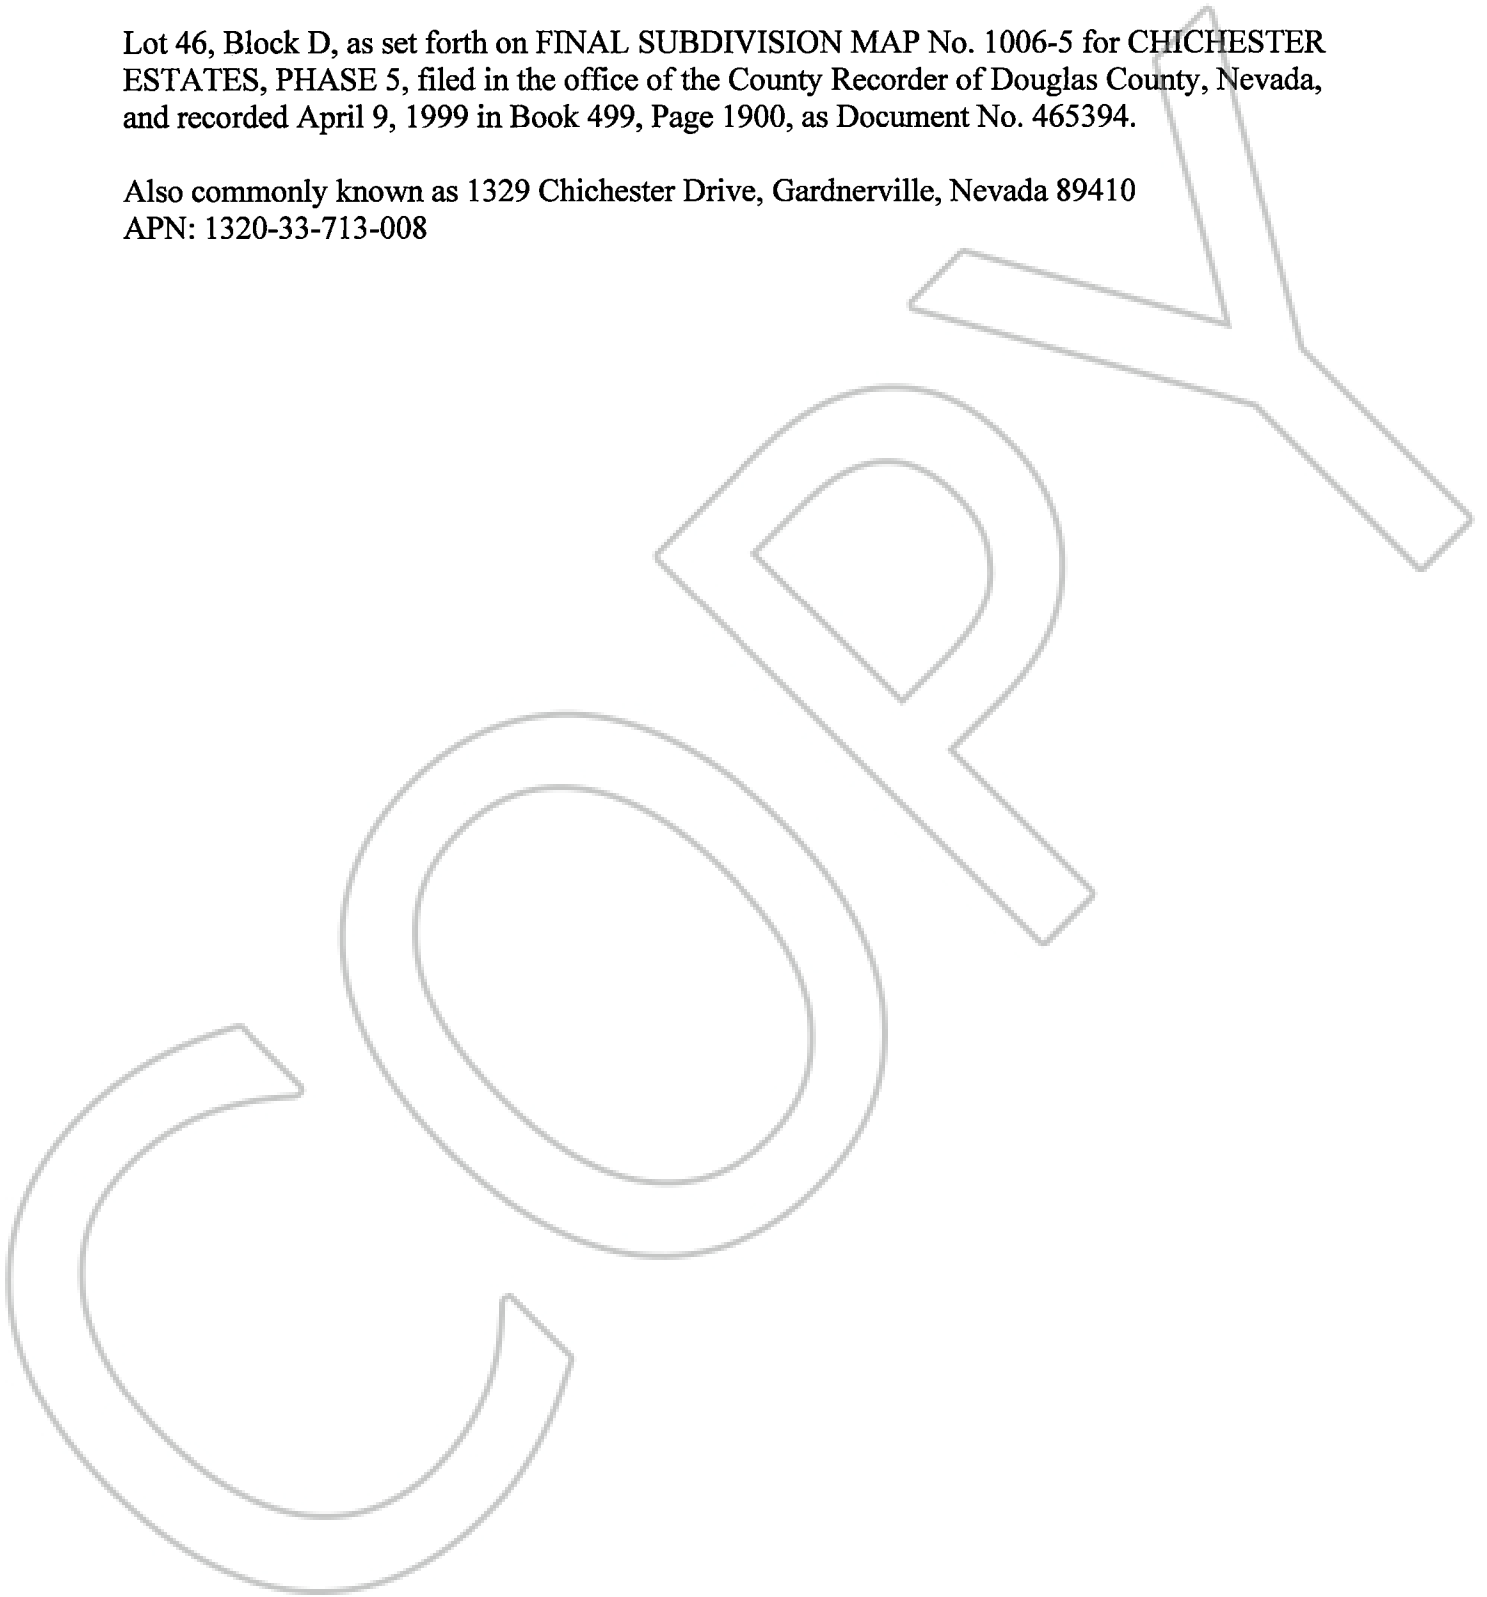 Lot 46, Block D, as set forth on FINAL SUBDIVISION MAP No. 1006-5 for CHICHESTER
ESTATES, PHASE 5, filed in the office of the County Recorder of Douglas County, Nevada,
and recorded April 9, 1999 in Book 499, Page 1900, as Document No. 465394.
Also commonly known as 1329 Chichester Drive, Gardnerville, Nevada 89410
APN: 1320-33-713-008
COPY